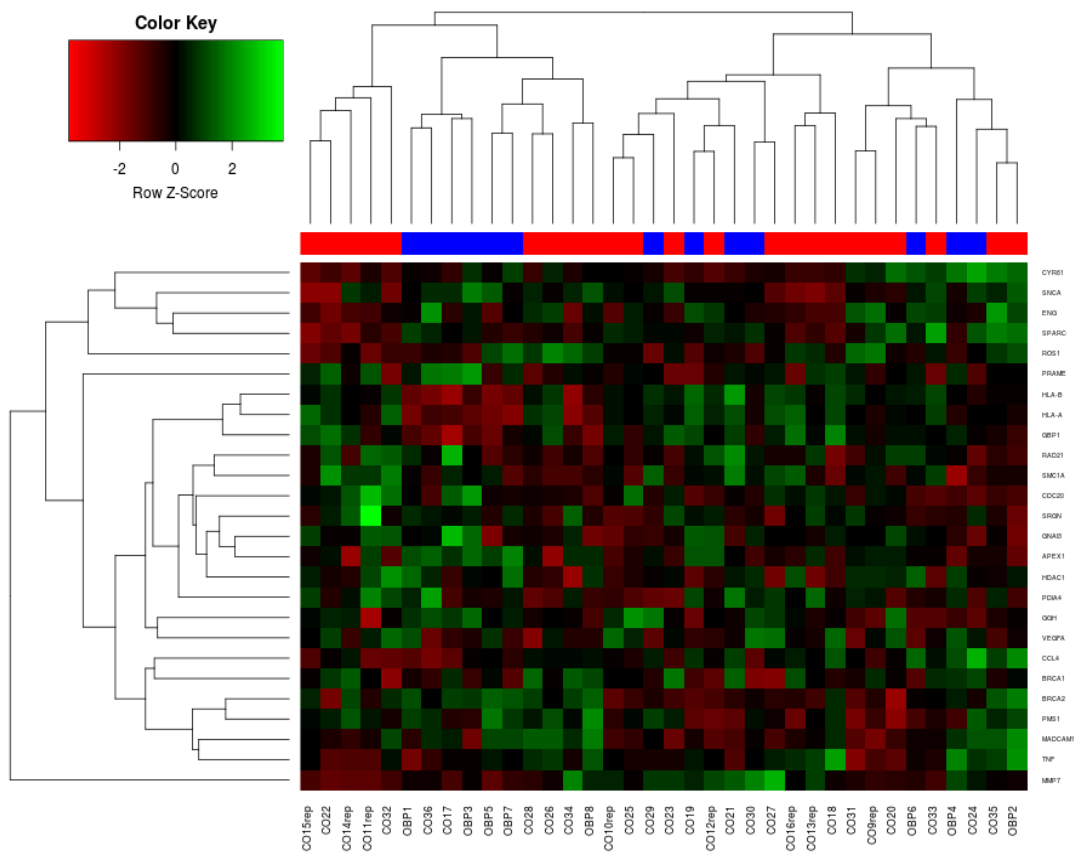 Color Key
-2 0 2
Row Z-Score
CYR61
SNCA
ENG
SPARC
ROS1
PRAME
HLA-B
HLA-A
GBP1
RAD21
SMC1A
CDC20
SRGN
GNAI3
APEX1
HDAC1
PDIA4
GGH
VEGFA
CCL4
BRCA1
BRCA2
PMS1
MADCAM1
TNF
MMP7
CO15rep
CO22
CO14rep
CO11rep
CO32
OBP1
CO36
CO17
OBP3
OBP5
OBP7
CO28
CO26
CO34
OBP8
CO10rep
CO25
CO29
CO23
CO19
CO12rep
CO21
CO30
CO27
CO16rep
CO13rep
CO18
CO31
CO9rep
CO20
OBP6
CO33
OBP4
CO24
CO35
OBP2